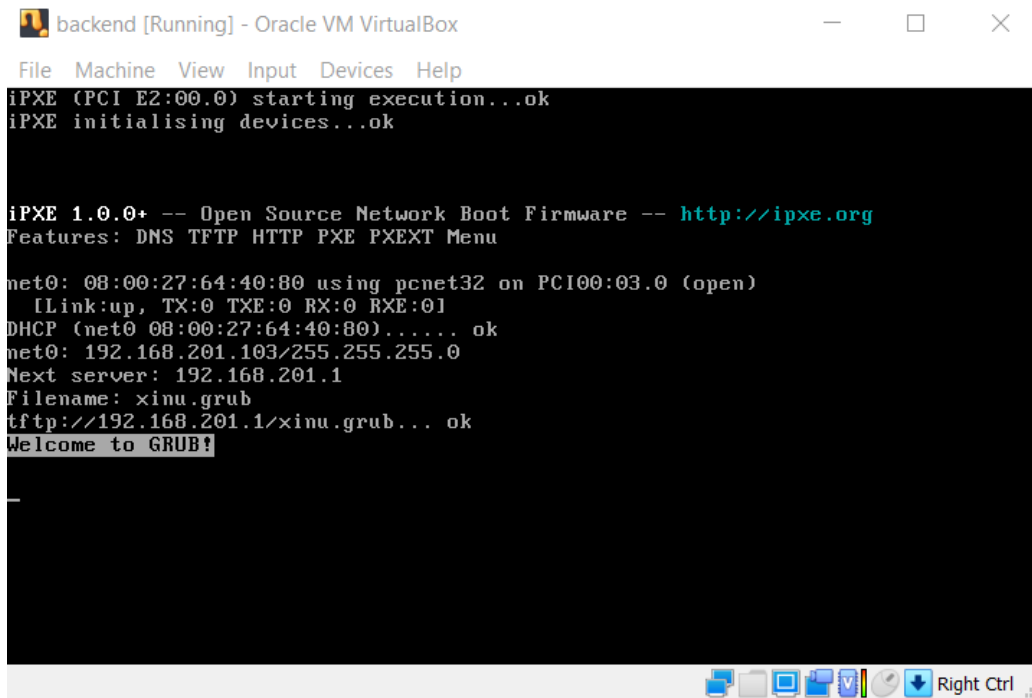 backend [Running] - Oracle VM VirtualBox
File Machine View Input Devices Help
iPXE (PCI E2:00.0) starting execution...ok
iPXE initialising devices...ok
iPXE 1.0.0+ -- Open Source Network Boot Firmware -- http://ipxe.org
Features: DNS TFTP HTTP PXE PXEXT Menu
net0: 08:00:27:64:40:80 using pcnet32 on PCI00:03.0 (open)
[Link:up, TX:0 TXE:0 RX:0 RXE:0]
DHCP (net0 08:00:27:64:40:80)...... ok
net0: 192.168.201.103/255.255.255.0
Next server: 192.168.201.1
Filename: xinu.grub
tftp://192.168.201.1/xinu.grub... ok
Welcome to GRUB!
Right Ctrl